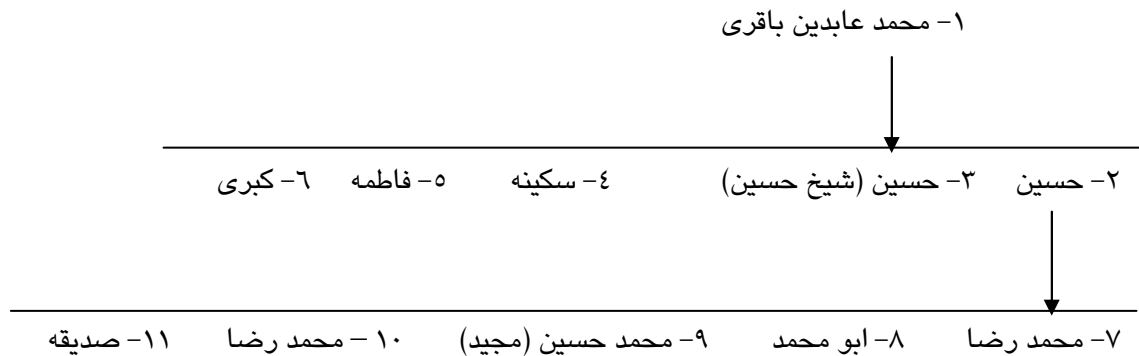 ١- محمد عابدین باقری
٢- حسین ٣- حسین (شیخ حسین) ٤- سکینه ٥- فاطمه ٦- کبری
٧- محمد رضا ٨- ابو محمد ٩- محمد حسین (مجید) ١٠ – محمد رضا ١١- صدیقه